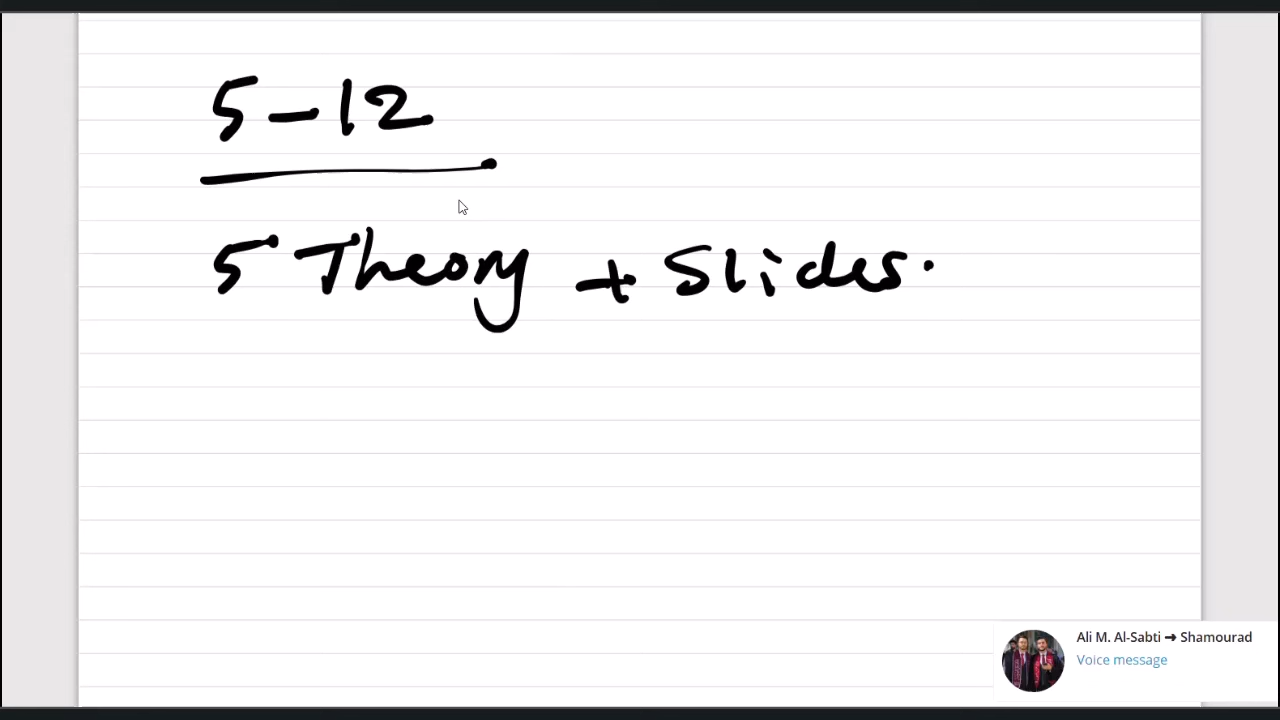 5-12
5 Theory + Slides.
Ali M. Al-Sabti ➜ Shamourad
Voice message